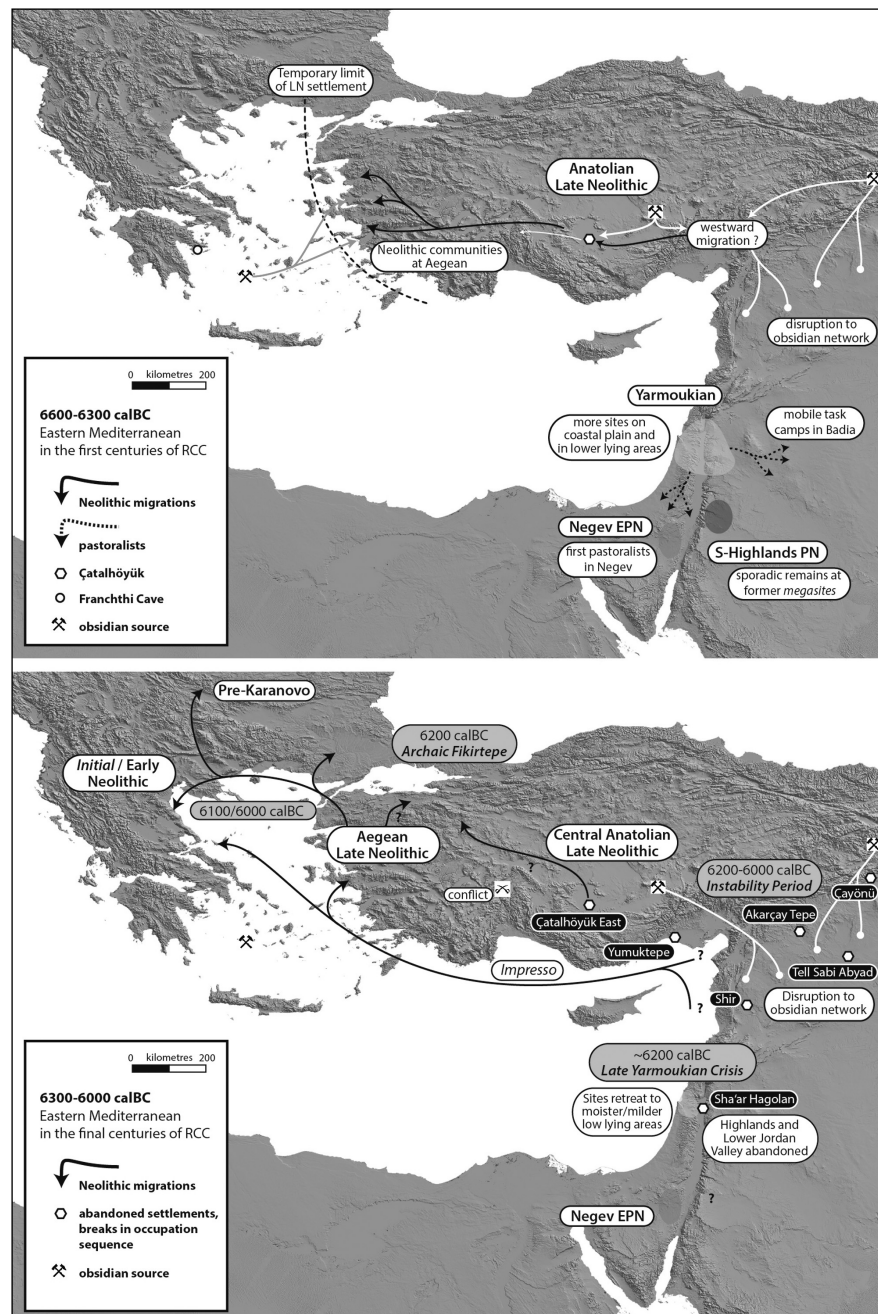 Temporary limit
of LN settlement
Anatolian
Late Neolithic
westward
migration ?
Neolithic communities
at Aegean
disruption to
obsidian network
Yarmoukian
more sites on
coastal plain and
in lower lying areas
mobile task
camps in Badia
Negev EPN
first pastoralists
in Negev
S-Highlands PN
sporadic remains at
former megasites
0 kilometres 200
6600-6300 calBC
Eastern Mediterranean
in the first centuries of RCC
Neolithic migrations
pastoralists
Çatalhöyük
Franchthi Cave
obsidian source
Pre-Karanovo
6200 calBC
Archaic Fikirtepe
Initial / Early
Neolithic
6100/6000 calBC
?
Aegean
Late Neolithic
Central Anatolian
Late Neolithic
?
conflict
6200-6000 calBC
Instability Period
Çayönü
Akarçay Tepe
Çatalhöyük East
Yumuktepe
Tell Sabi Abyad
?
Impresso
Shir
Disruption to
obsidian network
?
~6200 calBC
Late Yarmoukian Crisis
Sites retreat to
moister/milder
low lying areas
Sha'ar Hagolan
Highlands and
Lower Jordan
Valley abandoned
?
Negev EPN
0 kilometres 200
6300-6000 calBC
Eastern Mediterranean
in the final centuries of RCC
Neolithic migrations
abandoned settlements,
breaks in occupation
sequence
obsidian source